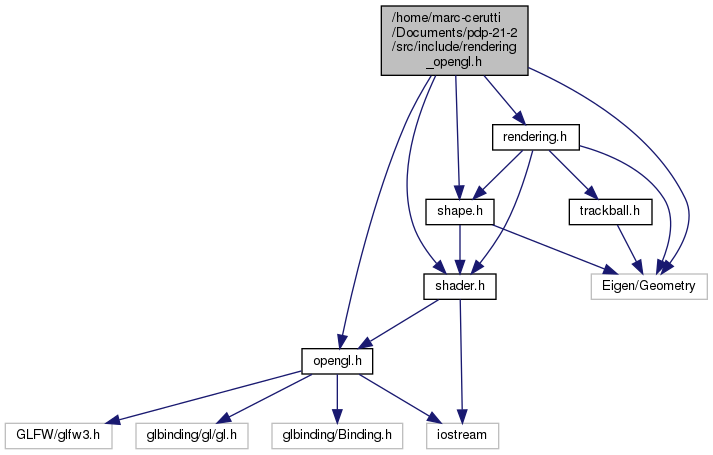 /home/marc-cerutti
/Documents/pdp-21-2
/src/include/rendering
_opengl.h
rendering.h
shape.h
trackball.h
shader.h
Eigen/Geometry
opengl.h
GLFW/glfw3.h
glbinding/gl/gl.h
glbinding/Binding.h
iostream